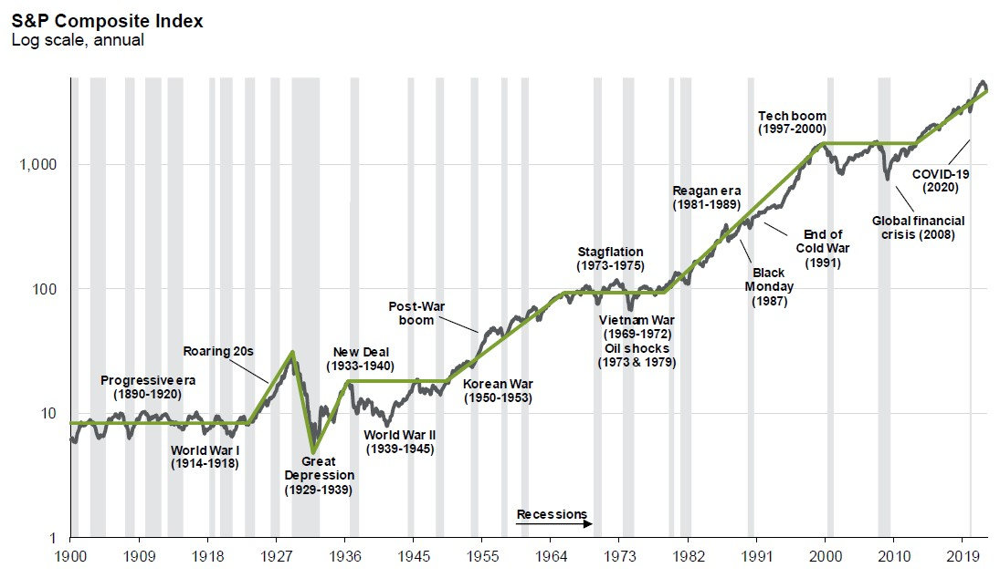 S&P Composite Index
Log scale, annual
1,000
100
10
1
Progressive era
(1890-1920)
World War I
(1914-1918)
Roaring 20s
Great
Depression
(1929-1939)
New Deal
(1933-1940)
World War II
(1939-1945)
Post-War
boom
Korean War
(1950-1953)
Stagflation
(1973-1975)
Vietnam War
(1969-1972)
Oil shocks
(1973 & 1979)
Reagan era
(1981-1989)
Black
Monday
(1987)
End of
Cold War
(1991)
Tech boom
(1997-2000)
Global financial
crisis (2008)
COVID-19
(2020)
Recessions
1900 1909 1918 1927 1936 1945 1955 1964 1973 1982 1991 2000 2010 2019